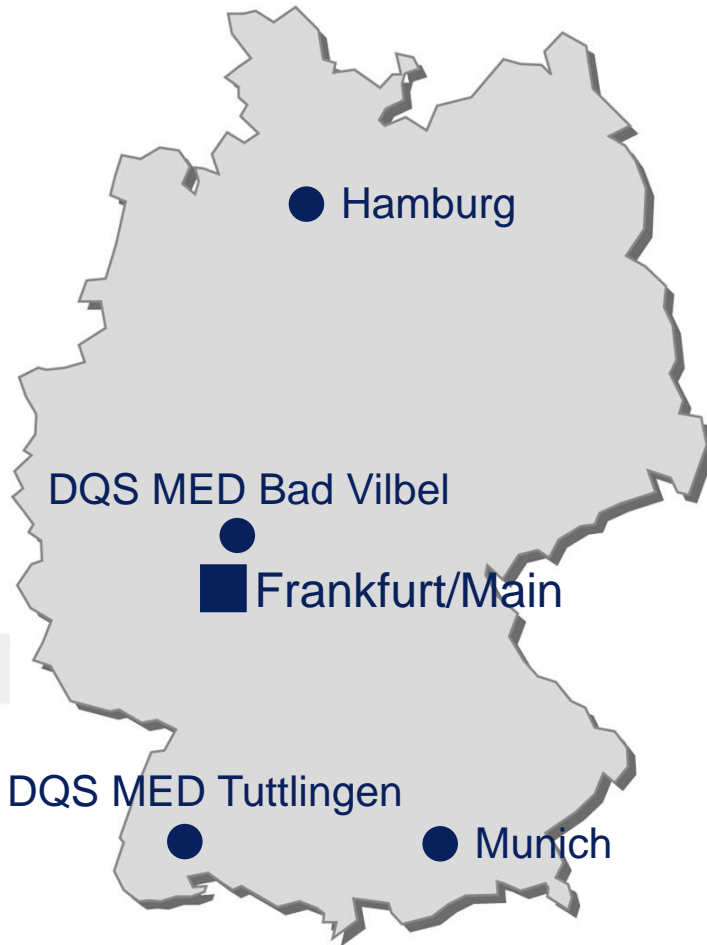 Hamburg
DQS MED Bad Vilbel
Frankfurt/Main
DQS MED Tuttlingen
Munich